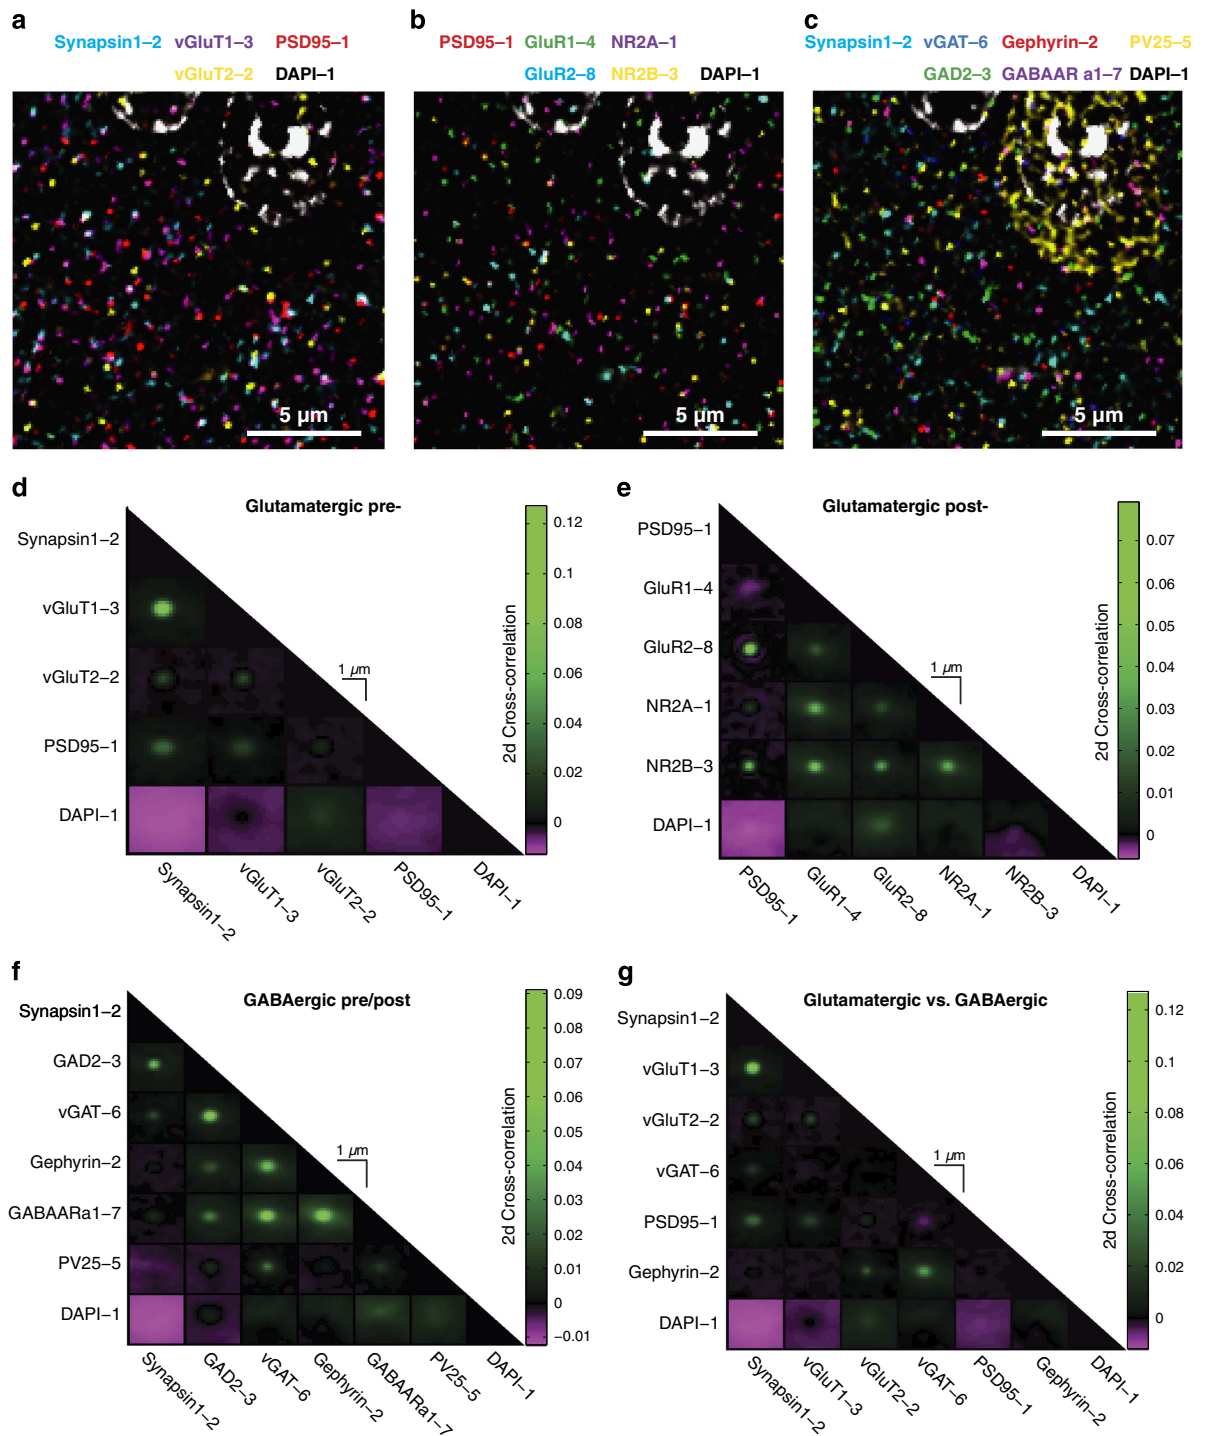 a
Synapsin1–2 vGluT1–3 PSD95–1
vGluT2–2 DAPI–1
5 µm
b
PSD95–1 GluR1–4 NR2A–1
GluR2–8 NR2B–3 DAPI–1
5 µm
c
Synapsin1–2 vGAT–6 Gephyrin–2 PV25–5
GAD2–3 GABAAR a1–7 DAPI–1
5 µm
d
Glutamatergic pre-
Synapsin1–2
vGluT1–3
vGluT2–2
PSD95–1
DAPI–1
Synapsin1–2
vGluT1–3
vGluT2–2
PSD95–1
DAPI–1
1 µm
2d Cross-correlation
0.12
0.1
0.08
0.06
0.04
0.02
0
e
Glutamatergic post-
PSD95–1
GluR1–4
GluR2–8
NR2A–1
NR2B–3
DAPI–1
PSD95–1
GluR1–4
GluR2–8
NR2A–1
NR2B–3
DAPI–1
1 µm
2d Cross-correlation
0.07
0.06
0.05
0.04
0.03
0.02
0.01
0
f
GABAergic pre/post
Synapsin1–2
GAD2–3
vGAT–6
Gephyrin–2
GABAARa1–7
PV25–5
DAPI–1
Synapsin1–2
GAD2–3
vGAT–6
Gephyrin–2
GABAARa1–7
PV25–5
DAPI–1
1 µm
2d Cross-correlation
0.09
0.08
0.07
0.06
0.05
0.04
0.03
0.02
0.01
0
–0.01
g
Glutamatergic vs. GABAergic
Synapsin1–2
vGluT1–3
vGluT2–2
vGAT–6
PSD95–1
Gephyrin–2
DAPI–1
Synapsin1–2
vGluT1–3
vGluT2–2
vGAT–6
PSD95–1
Gephyrin–2
DAPI–1
1 µm
2d Cross-correlation
0.12
0.1
0.08
0.06
0.04
0.02
0